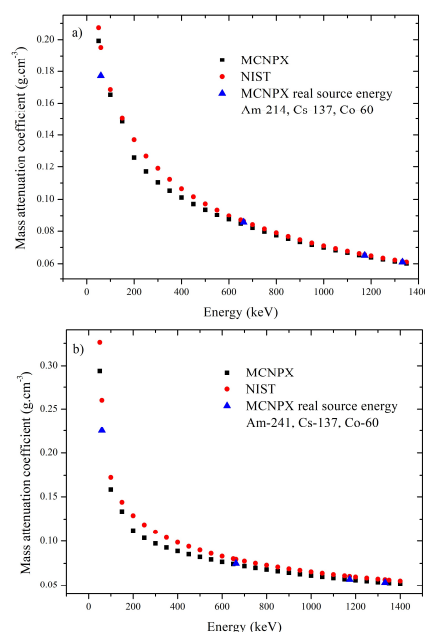 a)
Mass attenuation coefficient (g.cm⁻³)
0.20
0.18
0.16
0.14
0.12
0.10
0.08
0.06
MCNPX
NIST
MCNPX real source energy
Am-214, Cs-137, Co-60
0 200 400 600 800 1000 1200 1400
Energy (keV)
b)
Mass attenuation coefficient (g.cm⁻³)
0.30
0.25
0.20
0.15
0.10
0.05
MCNPX
NIST
MCNPX real source energy
Am-241, Cs-137, Co-60
0 200 400 600 800 1000 1200 1400
Energy (keV)